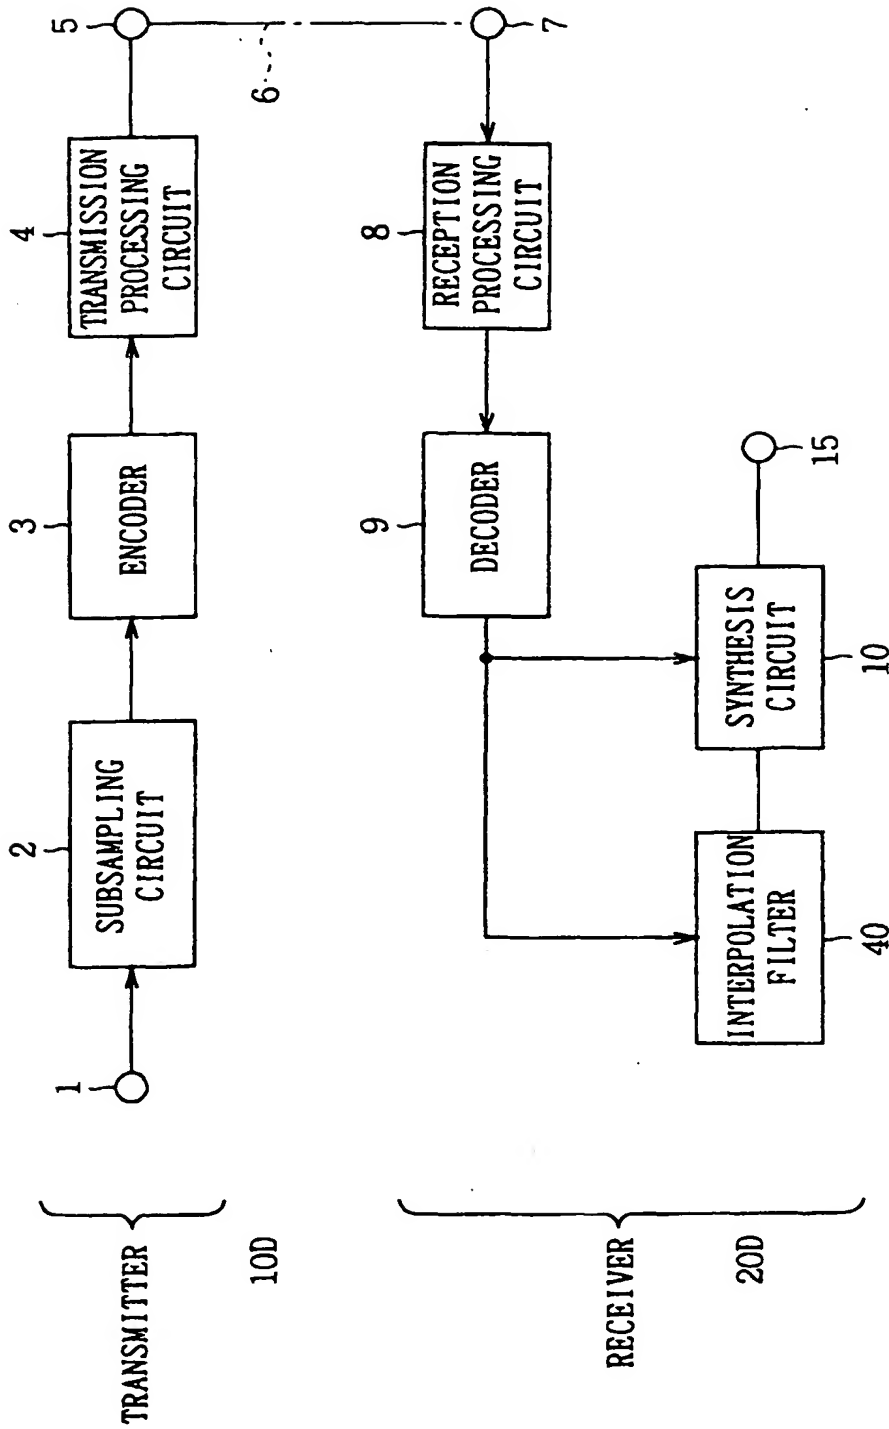 TRANSMITTER
10D
1
2
SUBSAMPLING
CIRCUIT
3
ENCODER
4
TRANSMISSION
PROCESSING
CIRCUIT
5
6
RECEIVER
20D
7
8
RECEPTION
PROCESSING
CIRCUIT
9
DECODER
INTERPOLATION
FILTER
40
SYNTHESIS
CIRCUIT
10
15